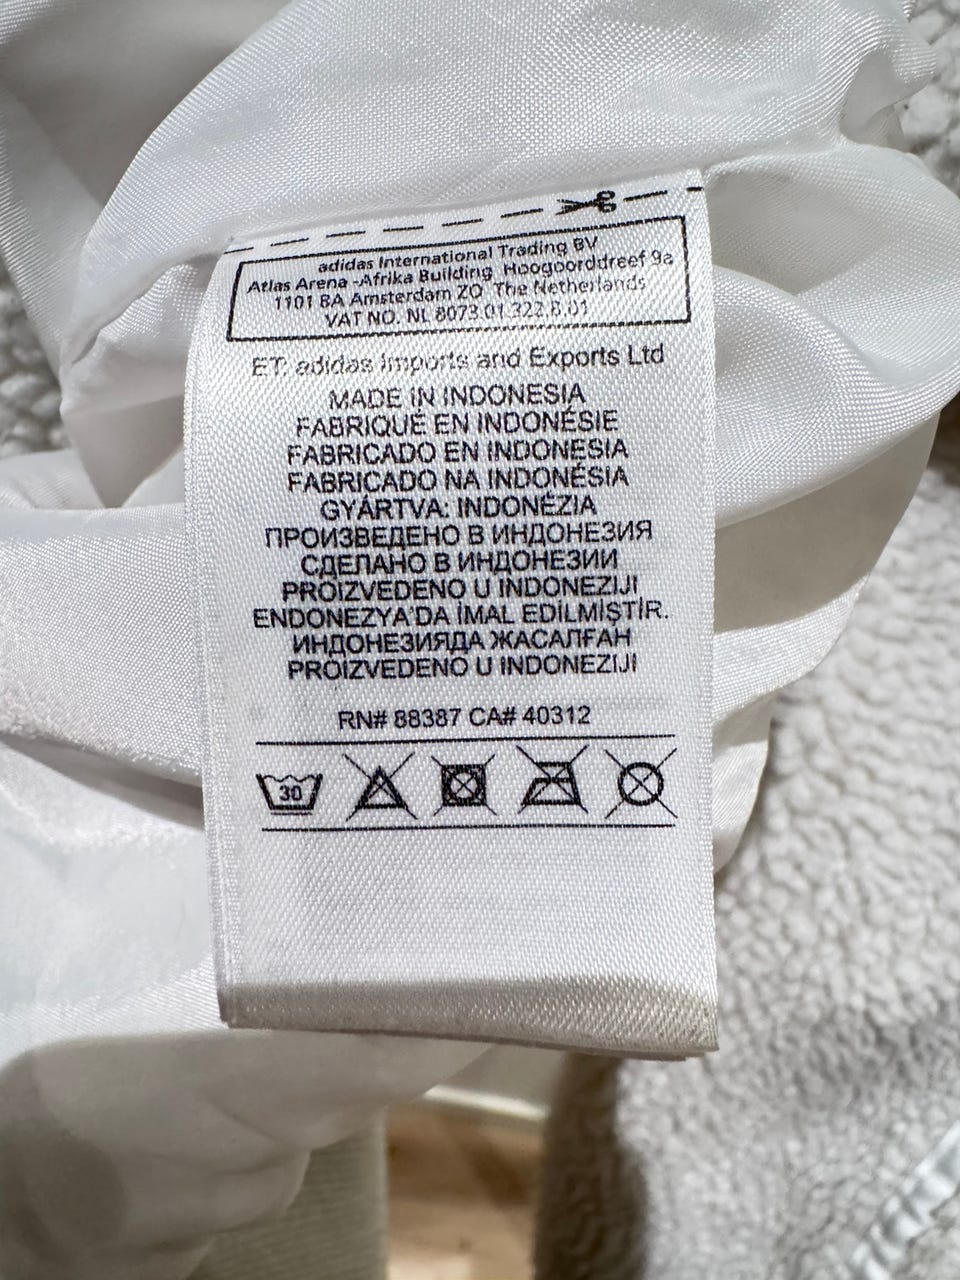 adidas International Trading BV
Atlas Arena -Afrika Building, Hoogoorddreef 9a
1101 BA Amsterdam ZO The Netherlands
VAT NO. NL 8073.01.322.B.01
ET: adidas Imports and Exports Ltd
MADE IN INDONESIA
FABRIQUÉ EN INDONÉSIE
FABRICADO EN INDONESIA
FABRICADO NA INDONÉSIA
GYÁRTVA: INDONÉZIA
ПРОИЗВЕДЕНО В ИНДОНЕЗИЯ
СДЕЛАНО В ИНДОНЕЗИИ
PROIZVEDENO U INDONEZIJI
ENDONEZYA'DA İMAL EDİLMİŞTİR.
ИНДОНЕЗИЯДА ЖАСАЛҒАН
PROIZVEDENO U INDONEZIJI
RN# 88387 CA# 40312
30